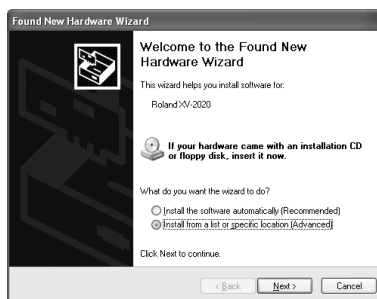 Found New Hardware Wizard
Welcome to the Found New
Hardware Wizard
This wizard helps you install software for:
Roland XV-2020
If your hardware came with an installation CD
or floppy disk, insert it now.
What do you want the wizard to do?
Install the software automatically (Recommended)
Install from a list or specific location (Advanced)
Click Next to continue.
< Back Next > Cancel